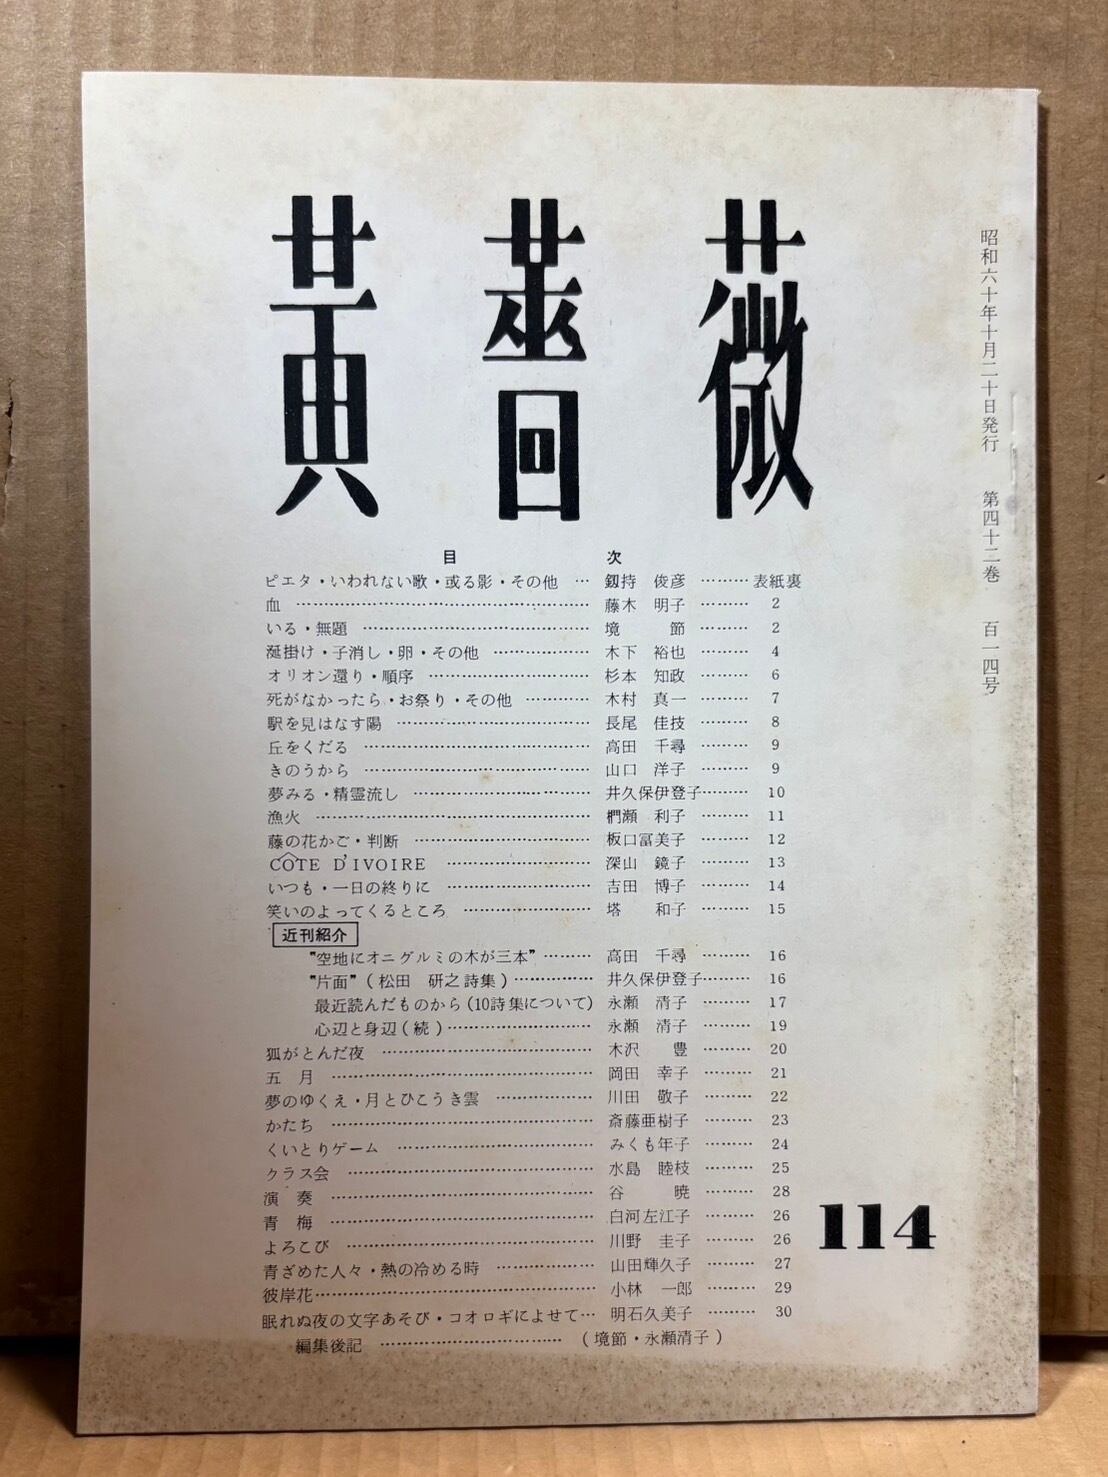 黄薔薇
昭和六十年十月二十日発行 第四十二巻 百一四号
目次
ピエタ・いわれない歌・或る影・その他 … 釼持 俊彦 ……… 表紙裏
血 ……… 藤木 明子 ……… 2
いる・無題 ……… 境 節 ……… 2
涎掛け・子消し・卵・その他 ……… 木下 裕也 ……… 4
オリオン還り・順序 ……… 杉本 知政 ……… 6
死がなかったら・お祭り・その他 ……… 木村 真一 ……… 7
駅を見はなす陽 ……… 長尾 佳技 ……… 8
丘をくだる ……… 高田 千尋 ……… 9
きのうから ……… 山口 洋子 ……… 9
夢みる・精霊流し ……… 井久保伊登子 ……… 10
漁火 ……… 椚瀬 利子 ……… 11
藤の花かご・判断 ……… 板口冨美子 ……… 12
CÔTE D'IVOIRE ……… 深山 鏡子 ……… 13
いつも・一日の終りに ……… 吉田 博子 ……… 14
笑いのよってくるところ ……… 塔 和子 ……… 15
近刊紹介
"空地にオニグルミの木が三本" ……… 高田 千尋 ……… 16
"片面"(松田 研之詩集) ……… 井久保伊登子 ……… 16
最近読んだものから(10詩集について) 永瀬 清子 ……… 17
心辺と身辺(続) ……… 永瀬 清子 ……… 19
狐がとんだ夜 ……… 木沢 豊 ……… 20
五月 ……… 岡田 幸子 ……… 21
夢のゆくえ・月とひこうき雲 ……… 川田 敬子 ……… 22
かたち ……… 斎藤亜樹子 ……… 23
くいとりゲーム ……… みくも年子 ……… 24
クラス会 ……… 水島 睦枝 ……… 25
演奏 ……… 谷 暁 ……… 28
青梅 ……… 白河左江子 ……… 26
よろこび ……… 川野 圭子 ……… 26
青ざめた人々・熱の冷める時 ……… 山田輝久子 ……… 27
彼岸花 ……… 小林 一郎 ……… 29
眠れぬ夜の文字あそび・コオロギによせて … 明石久美子 ……… 30
編集後記 ……… (境節・永瀬清子)
114